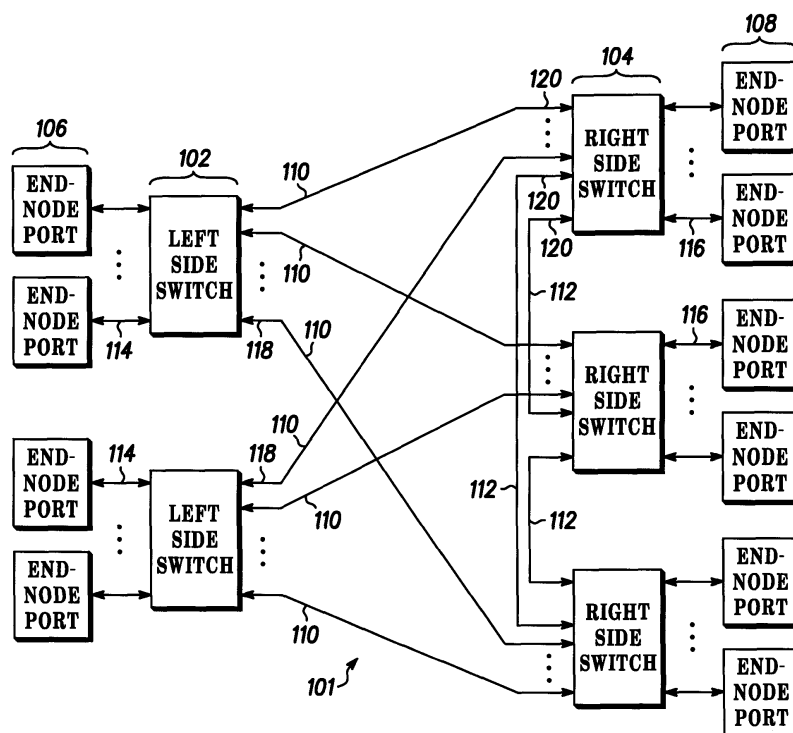 108
END-
NODE
PORT
104
120
RIGHT
SIDE
SWITCH
106
END-
NODE
PORT
102
LEFT
SIDE
SWITCH
110
110
120
120
116
END-
NODE
PORT
END-
NODE
PORT
114
118
110
112
116
END-
NODE
PORT
RIGHT
SIDE
SWITCH
END-
NODE
PORT
END-
NODE
PORT
114
118
110
LEFT
SIDE
SWITCH
110
112
112
END-
NODE
PORT
110
RIGHT
SIDE
SWITCH
END-
NODE
PORT
END-
NODE
PORT
101